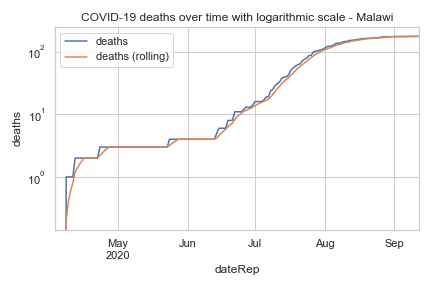 COVID-19 deaths over time with logarithmic scale - Malawi
deaths
deaths (rolling)
10²
10¹
10⁰
deaths
May
2020
Jun
Jul
Aug
Sep
dateRep